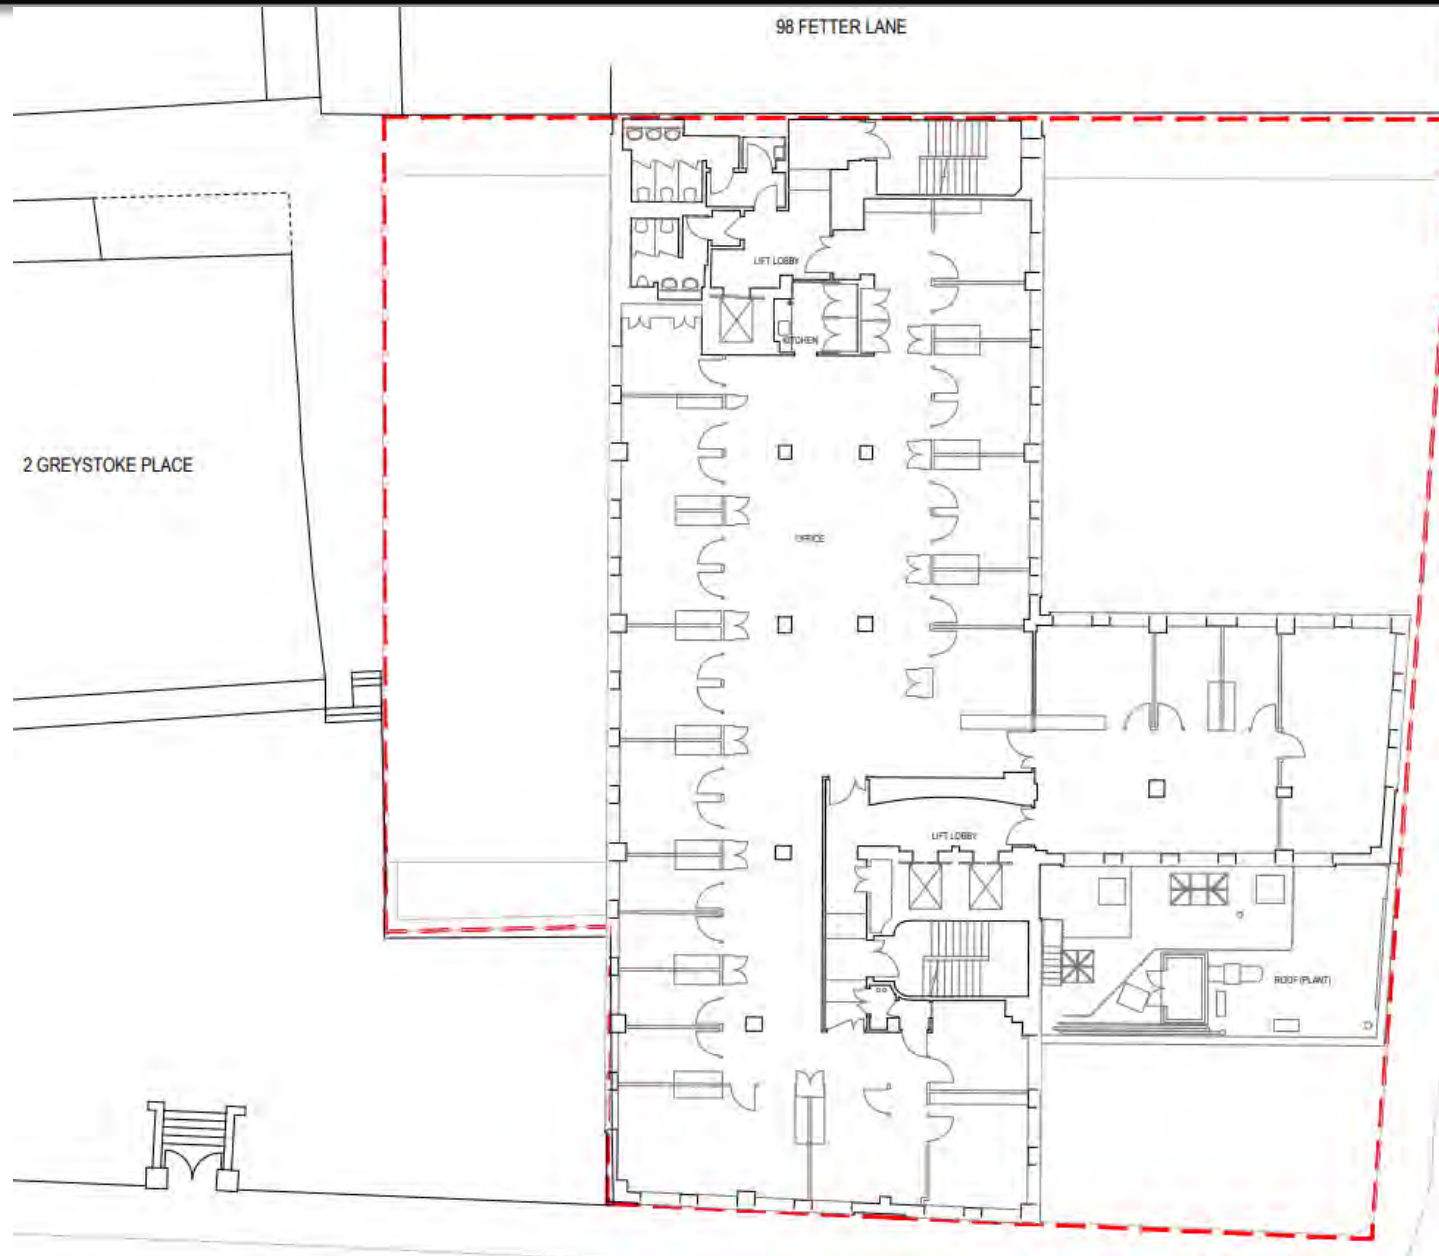 98 FETTER LANE
LIFT LOBBY
KITCHEN
2 GREYSTOKE PLACE
OFFICE
LIFT LOBBY
ROOF (PLANT)